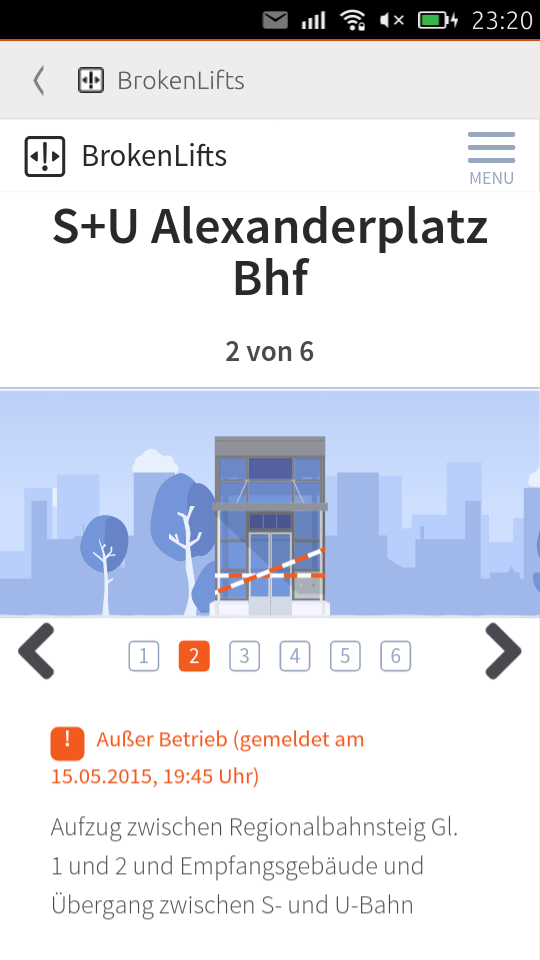 23:20
BrokenLifts
BrokenLifts
MENU
S+U Alexanderplatz
Bhf
2 von 6
1 2 3 4 5 6
! Außer Betrieb (gemeldet am
15.05.2015, 19:45 Uhr)
Aufzug zwischen Regionalbahnsteig Gl.
1 und 2 und Empfangsgebäude und
Übergang zwischen S- und U-Bahn